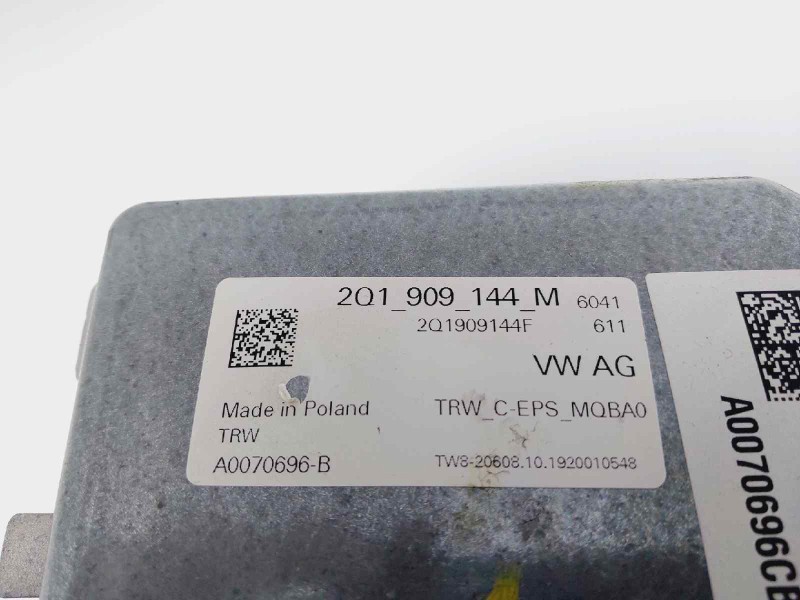 2Q1_909_144_M 6041
2Q1909144F 611
VW AG
Made in Poland TRW_C-EPS_MQBA0
TRW
A0070696-B TW8-20608.10.1920010548
A0070696CB